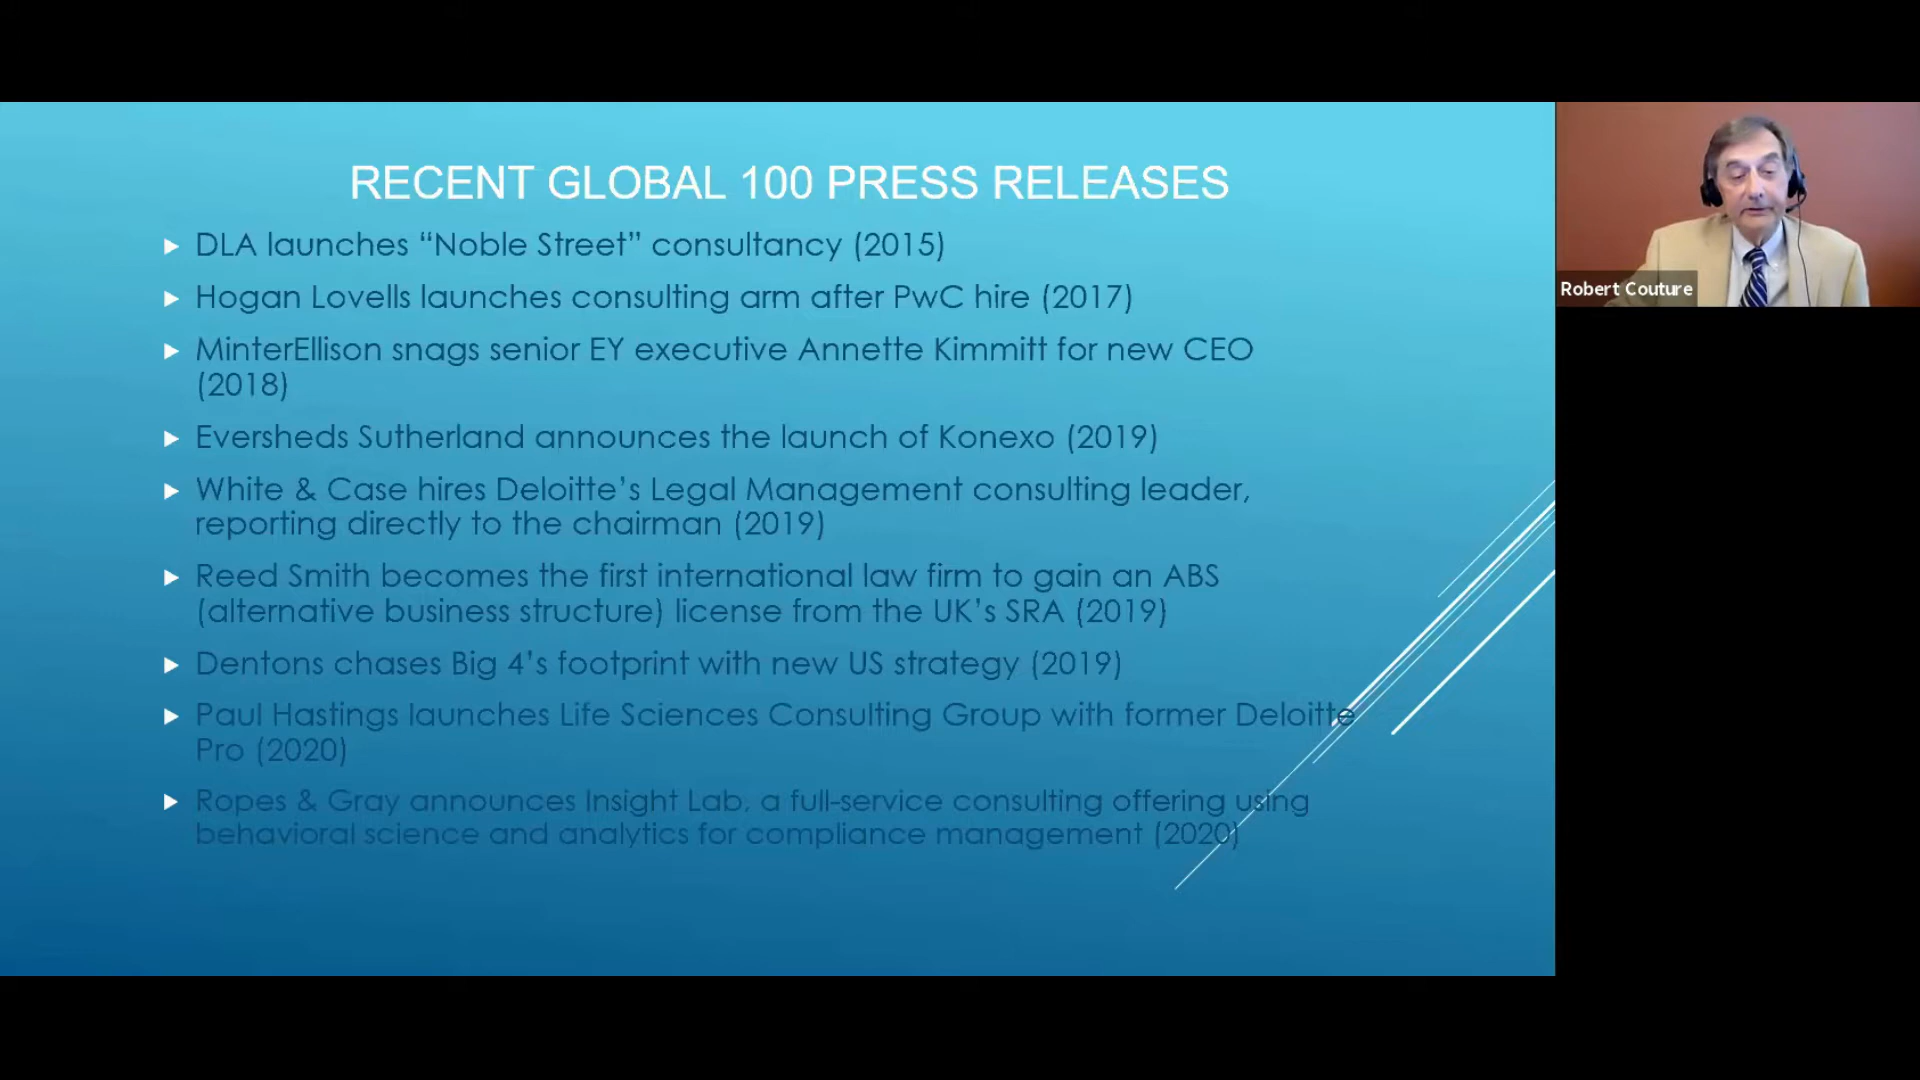 RECENT GLOBAL 100 PRESS RELEASES
DLA launches “Noble Street” consultancy (2015)
Hogan Lovells launches consulting arm after PwC hire (2017)
MinterEllison snags senior EY executive Annette Kimmitt for new CEO
(2018)
Eversheds Sutherland announces the launch of Konexo (2019)
White & Case hires Deloitte’s Legal Management consulting leader,
reporting directly to the chairman (2019)
Reed Smith becomes the first international law firm to gain an ABS
(alternative business structure) license from the UK’s SRA (2019)
Dentons chases Big 4’s footprint with new US strategy (2019)
Paul Hastings launches Life Sciences Consulting Group with former Deloitte
Pro (2020)
Ropes & Gray announces Insight Lab, a full-service consulting offering using
behavioral science and analytics for compliance management (2020)
Robert Couture